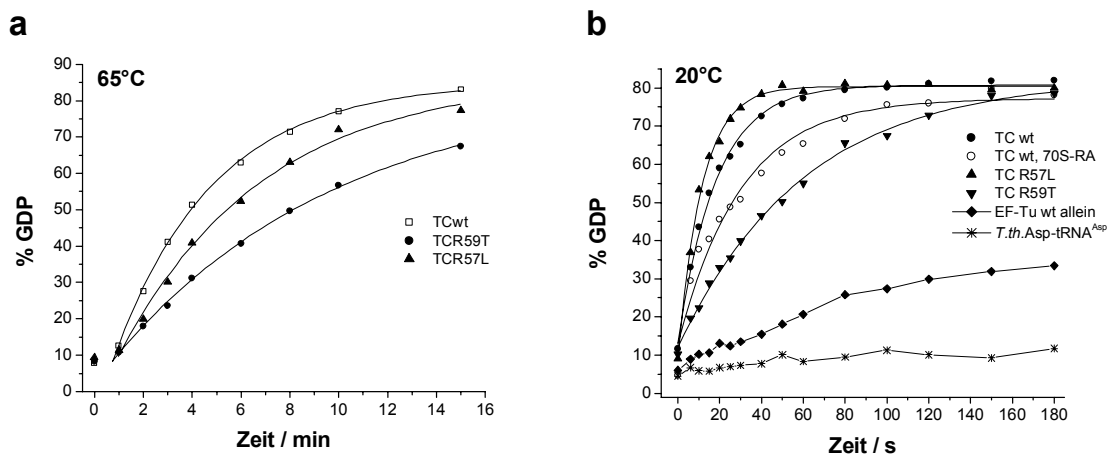 a
65°C
90
80
70
60
50
40
30
20
10
0
% GDP
0 2 4 6 8 10 12 14 16
Zeit / min
TCwt
TCR59T
TCR57L
b
20°C
80
70
60
50
40
30
20
10
0
% GDP
0 20 40 60 80 100 120 140 160 180
Zeit / s
TC wt
TC wt, 70S-RA
TC R57L
TC R59T
EF-Tu wt allein
T.th.Asp-tRNA^Asp